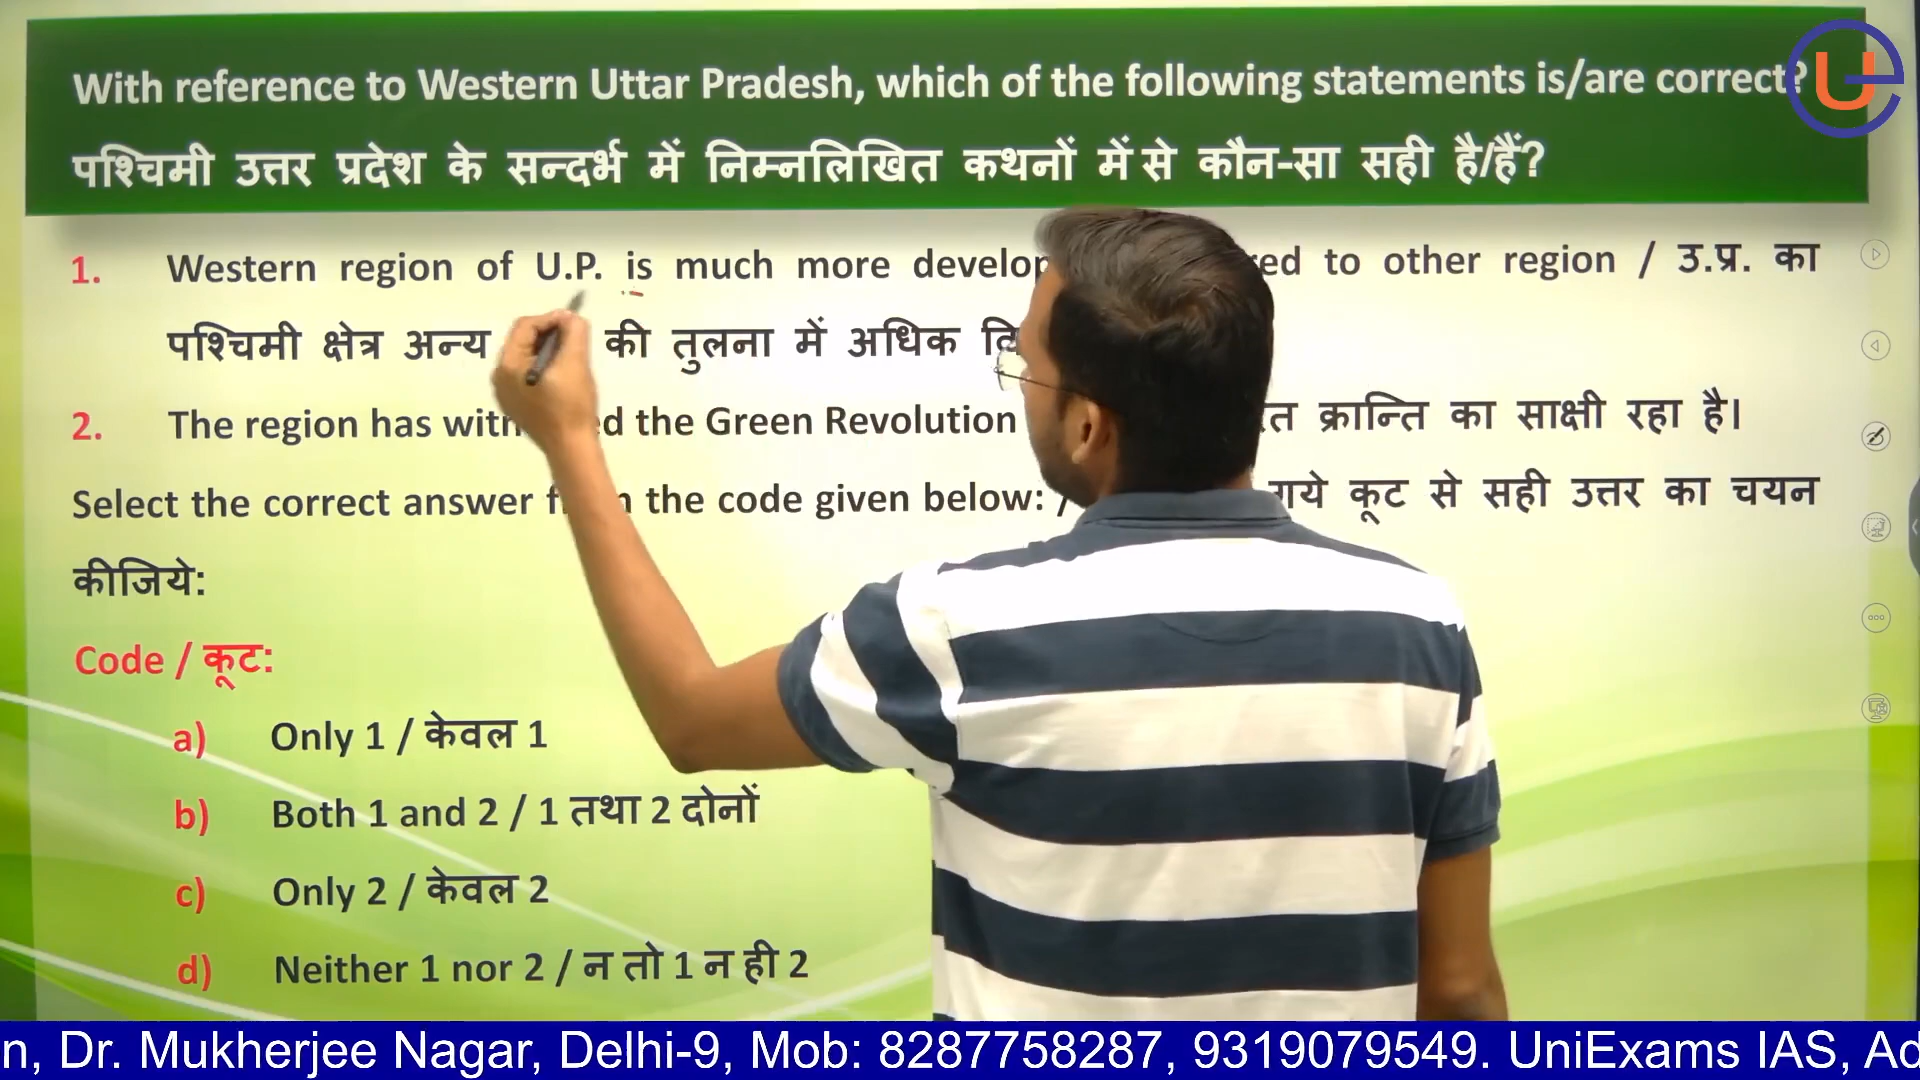 With reference to Western Uttar Pradesh, which of the following statements is/are correct?
पश्चिमी उत्तर प्रदेश के सन्दर्भ में निम्नलिखित कथनों में से कौन-सा सही है/हैं?
1. Western region of U.P. is much more to other region / उ.प्र. का
पश्चिमी क्षेत्र अन्य की तुलना में अधिक
2. The region has the Green Revolution क्रान्ति का साक्षी रहा है।
Select the correct answer the code given below: / गये कूट से सही उत्तर का चयन
कीजिये:
Code / कूट:
a) Only 1 / केवल 1
b) Both 1 and 2 / 1 तथा 2 दोनों
c) Only 2 / केवल 2
d) Neither 1 nor 2 / न तो 1 न ही 2
n, Dr. Mukherjee Nagar, Delhi-9, Mob: 8287758287, 9319079549. UniExams IAS, Ad